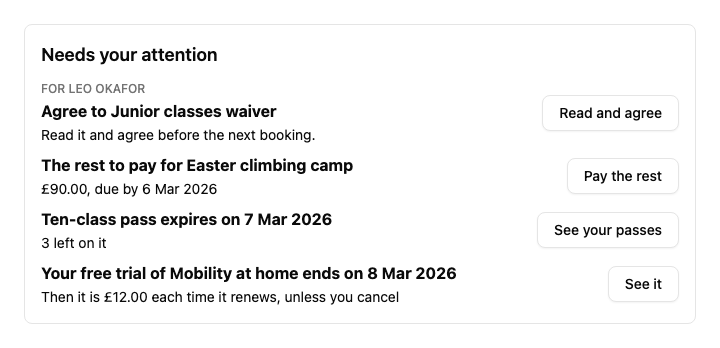 Needs your attention
FOR LEO OKAFOR
Agree to Junior classes waiver
Read it and agree before the next booking.
Read and agree
The rest to pay for Easter climbing camp
£90.00, due by 6 Mar 2026
Pay the rest
Ten-class pass expires on 7 Mar 2026
3 left on it
See your passes
Your free trial of Mobility at home ends on 8 Mar 2026
Then it is £12.00 each time it renews, unless you cancel
See it